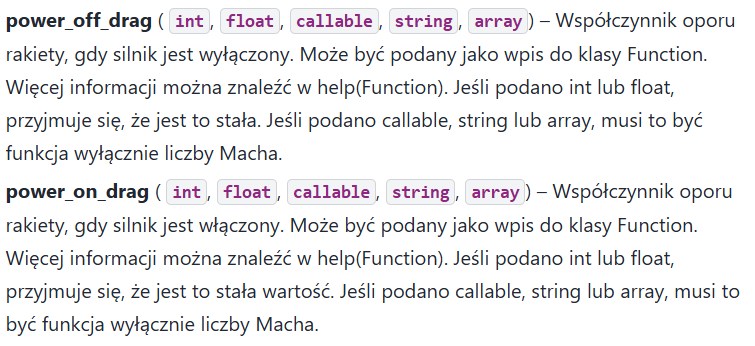 power_off_drag ( int, float, callable, string, array) – Współczynnik oporu
rakiety, gdy silnik jest wyłączony. Może być podany jako wpis do klasy Function.
Więcej informacji można znaleźć w help(Function). Jeśli podano int lub float,
przyjmuje się, że jest to stała. Jeśli podano callable, string lub array, musi to być
funkcja wyłącznie liczby Macha.
power_on_drag ( int, float, callable, string, array) – Współczynnik oporu
rakiety, gdy silnik jest włączony. Może być podany jako wpis do klasy Function.
Więcej informacji można znaleźć w help(Function). Jeśli podano int lub float,
przyjmuje się, że jest to stała wartość. Jeśli podano callable, string lub array, musi to
być funkcja wyłącznie liczby Macha.